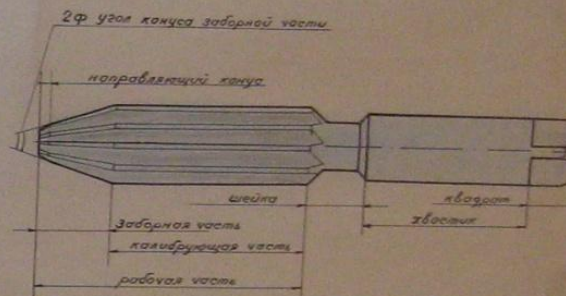 2φ угол конуса заборной части
направляющий конус
шейка
квадрат
хвостик
заборная часть
калибрующая часть
рабочая часть